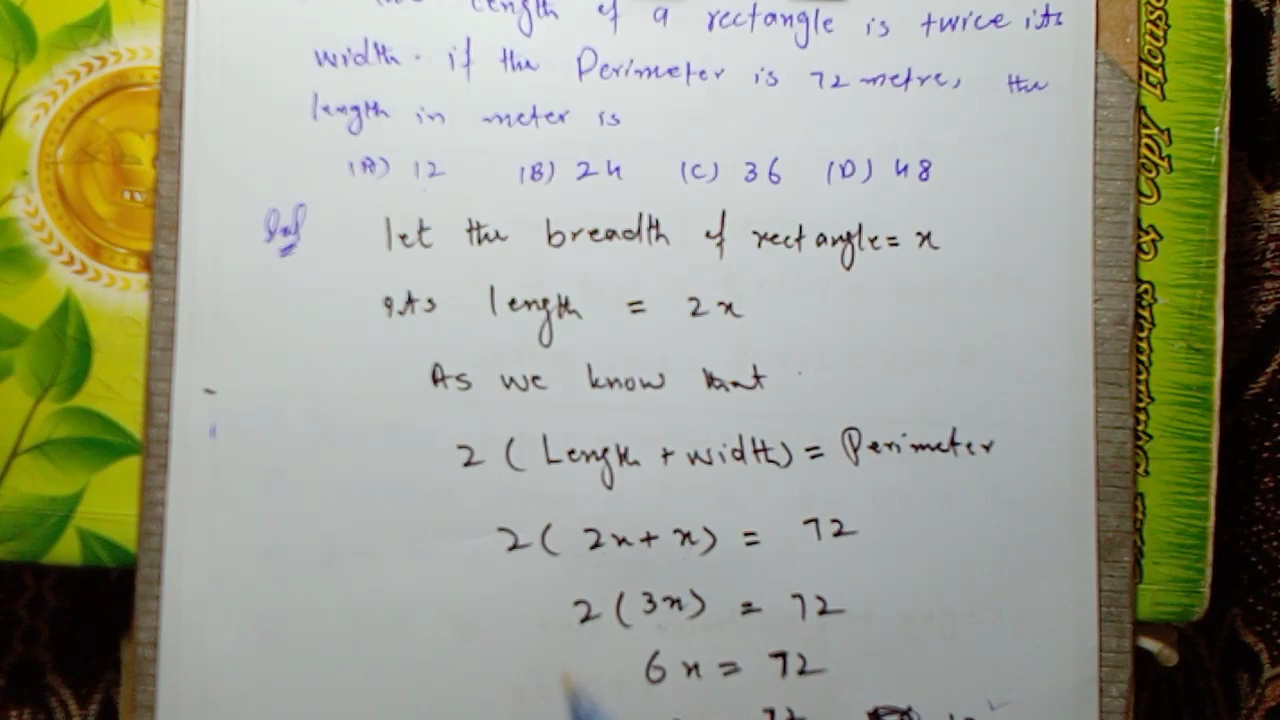 length of a rectangle is twice its
width. if the Perimeter is 72 metre, the
length in meter is
(A) 12 (B) 24 (C) 36 (D) 48
Sol let the breadth of rectangle = x
its length = 2x
As we know that
2 (Length + width) = Perimeter
2 ( 2x + x) = 72
2 (3x) = 72
6x = 72
72